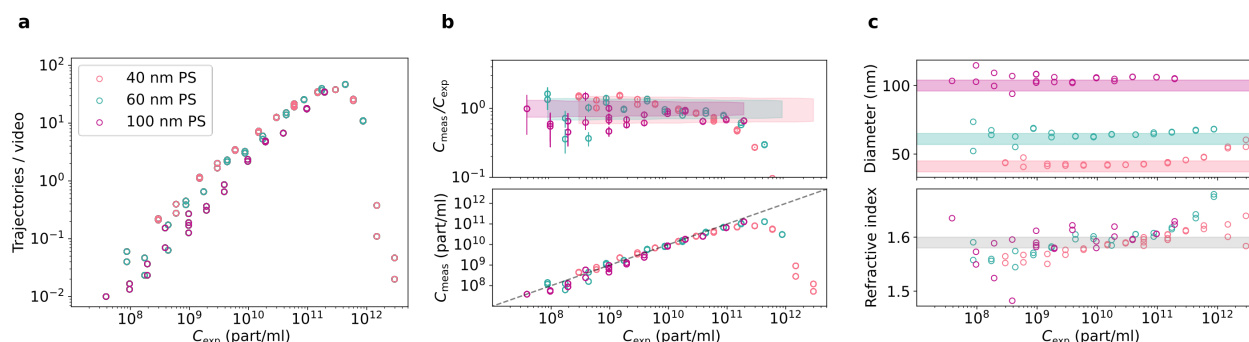 a
b
c
10² 10¹ 10⁰ 10⁻¹ 10⁻²
Trajectories / video
40 nm PS
60 nm PS
100 nm PS
10⁸ 10⁹ 10¹⁰ 10¹¹ 10¹²
C_exp (part/ml)
10⁰ 10⁻¹
C_meas/C_exp
10¹² 10¹¹ 10¹⁰ 10⁹ 10⁸
C_meas (part/ml)
10⁸ 10⁹ 10¹⁰ 10¹¹ 10¹²
C_exp (part/ml)
100 50
Diameter (nm)
1.6 1.5
Refractive index
10⁸ 10⁹ 10¹⁰ 10¹¹ 10¹²
C_exp (part/ml)